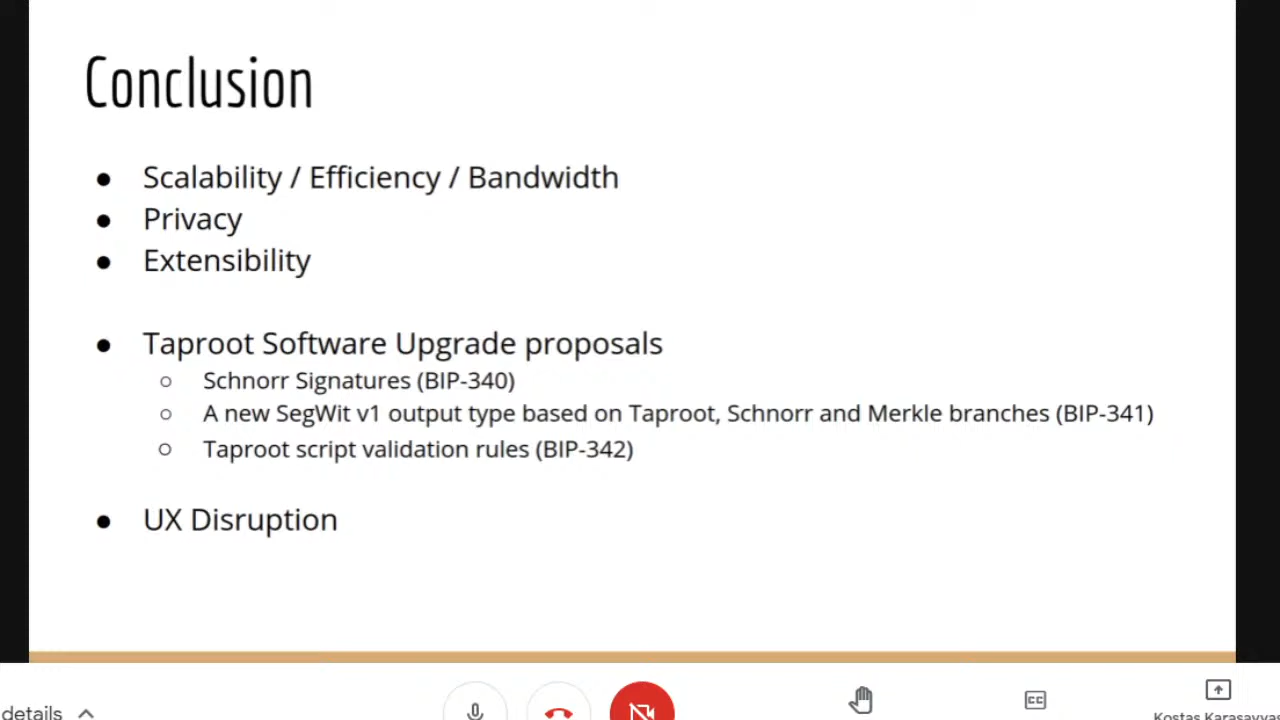 Conclusion
● Scalability / Efficiency / Bandwidth
● Privacy
● Extensibility
● Taproot Software Upgrade proposals
○ Schnorr Signatures (BIP-340)
○ A new SegWit v1 output type based on Taproot, Schnorr and Merkle branches (BIP-341)
○ Taproot script validation rules (BIP-342)
● UX Disruption
details
CC
Kostas